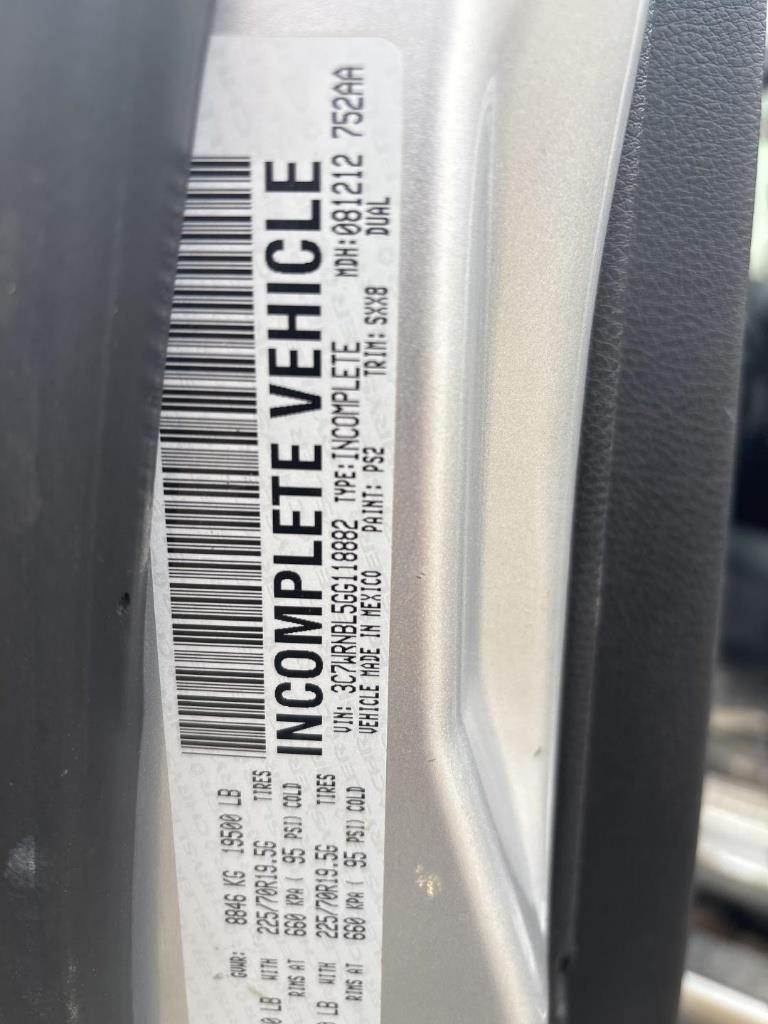 GVWR: 8846 KG 19500 LB
LB WITH 225/70R19.5G TIRES
RIMS AT 660 KPA ( 95 PSI) COLD
LB WITH 225/70R19.5G TIRES
RIMS AT 660 KPA ( 95 PSI) COLD
INCOMPLETE VEHICLE
VIN: 3C7WRNBL5GG118882 TYPE:INCOMPLETE MDH:081212 752AA
VEHICLE MADE IN MEXICO PAINT: PS2 TRIM: SXX8 DUAL